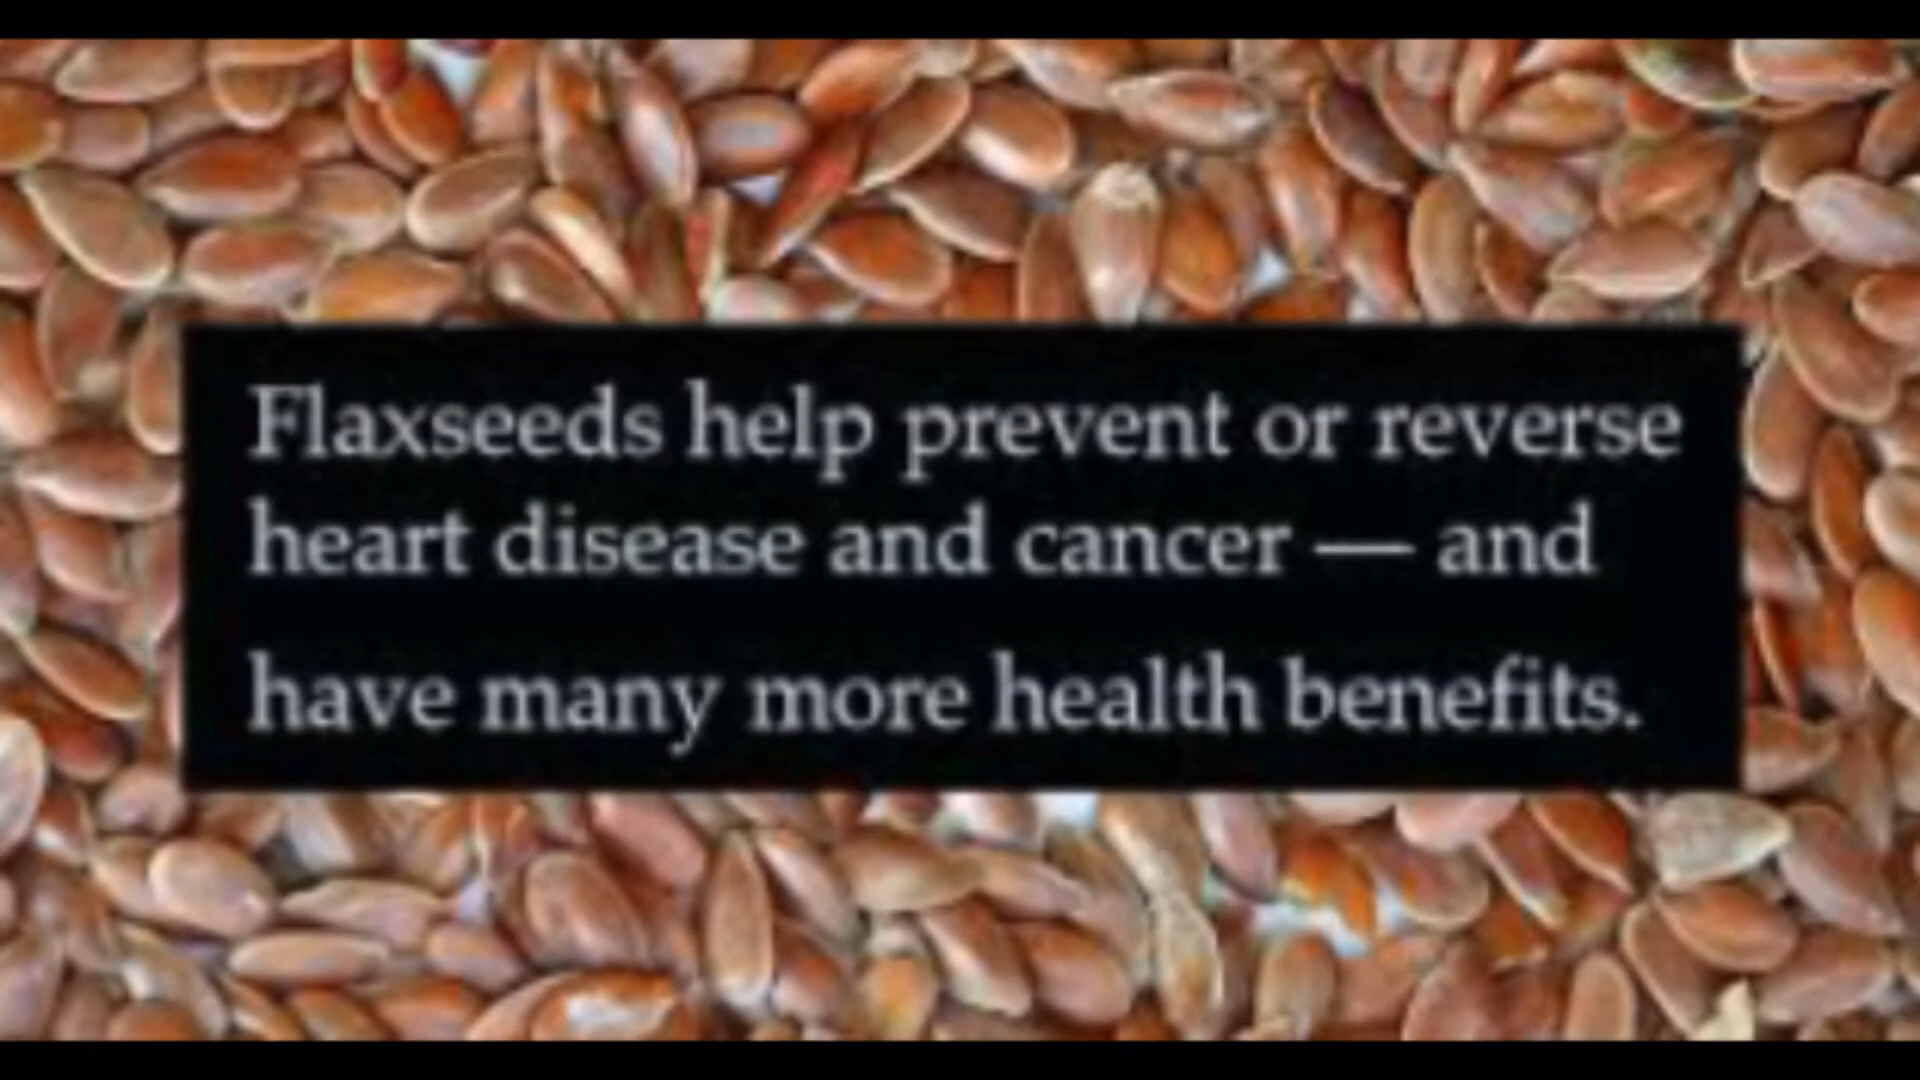 Flaxseeds help prevent or reverse
heart disease and cancer — and
have many more health benefits.